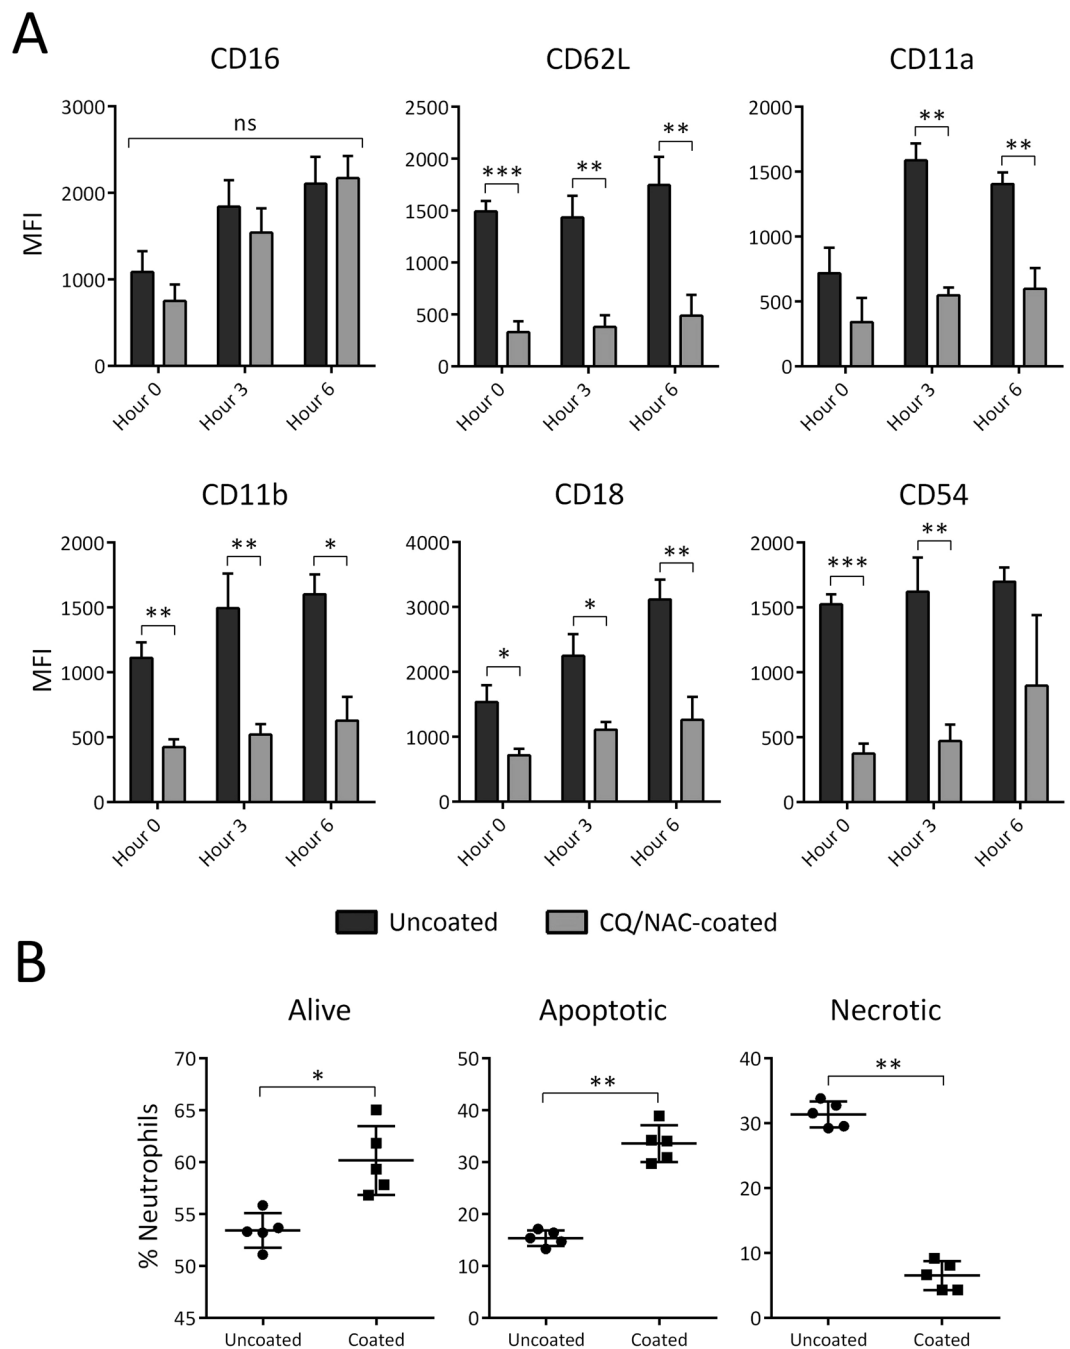 A
CD16
CD62L
CD11a
MFI
3000
2000
1000
0
ns
Hour 0
Hour 3
Hour 6
2500
2000
1500
1000
500
0
***
**
**
Hour 0
Hour 3
Hour 6
2000
1500
1000
500
0
**
**
Hour 0
Hour 3
Hour 6
CD11b
CD18
CD54
MFI
2000
1500
1000
500
0
**
**
*
Hour 0
Hour 3
Hour 6
4000
3000
2000
1000
0
*
*
**
Hour 0
Hour 3
Hour 6
2000
1500
1000
500
0
***
**
Hour 0
Hour 3
Hour 6
Uncoated
CQ/NAC-coated
B
Alive
Apoptotic
Necrotic
% Neutrophils
70
65
60
55
50
45
*
Uncoated
Coated
50
40
30
20
10
0
**
Uncoated
Coated
40
30
20
10
0
**
Uncoated
Coated